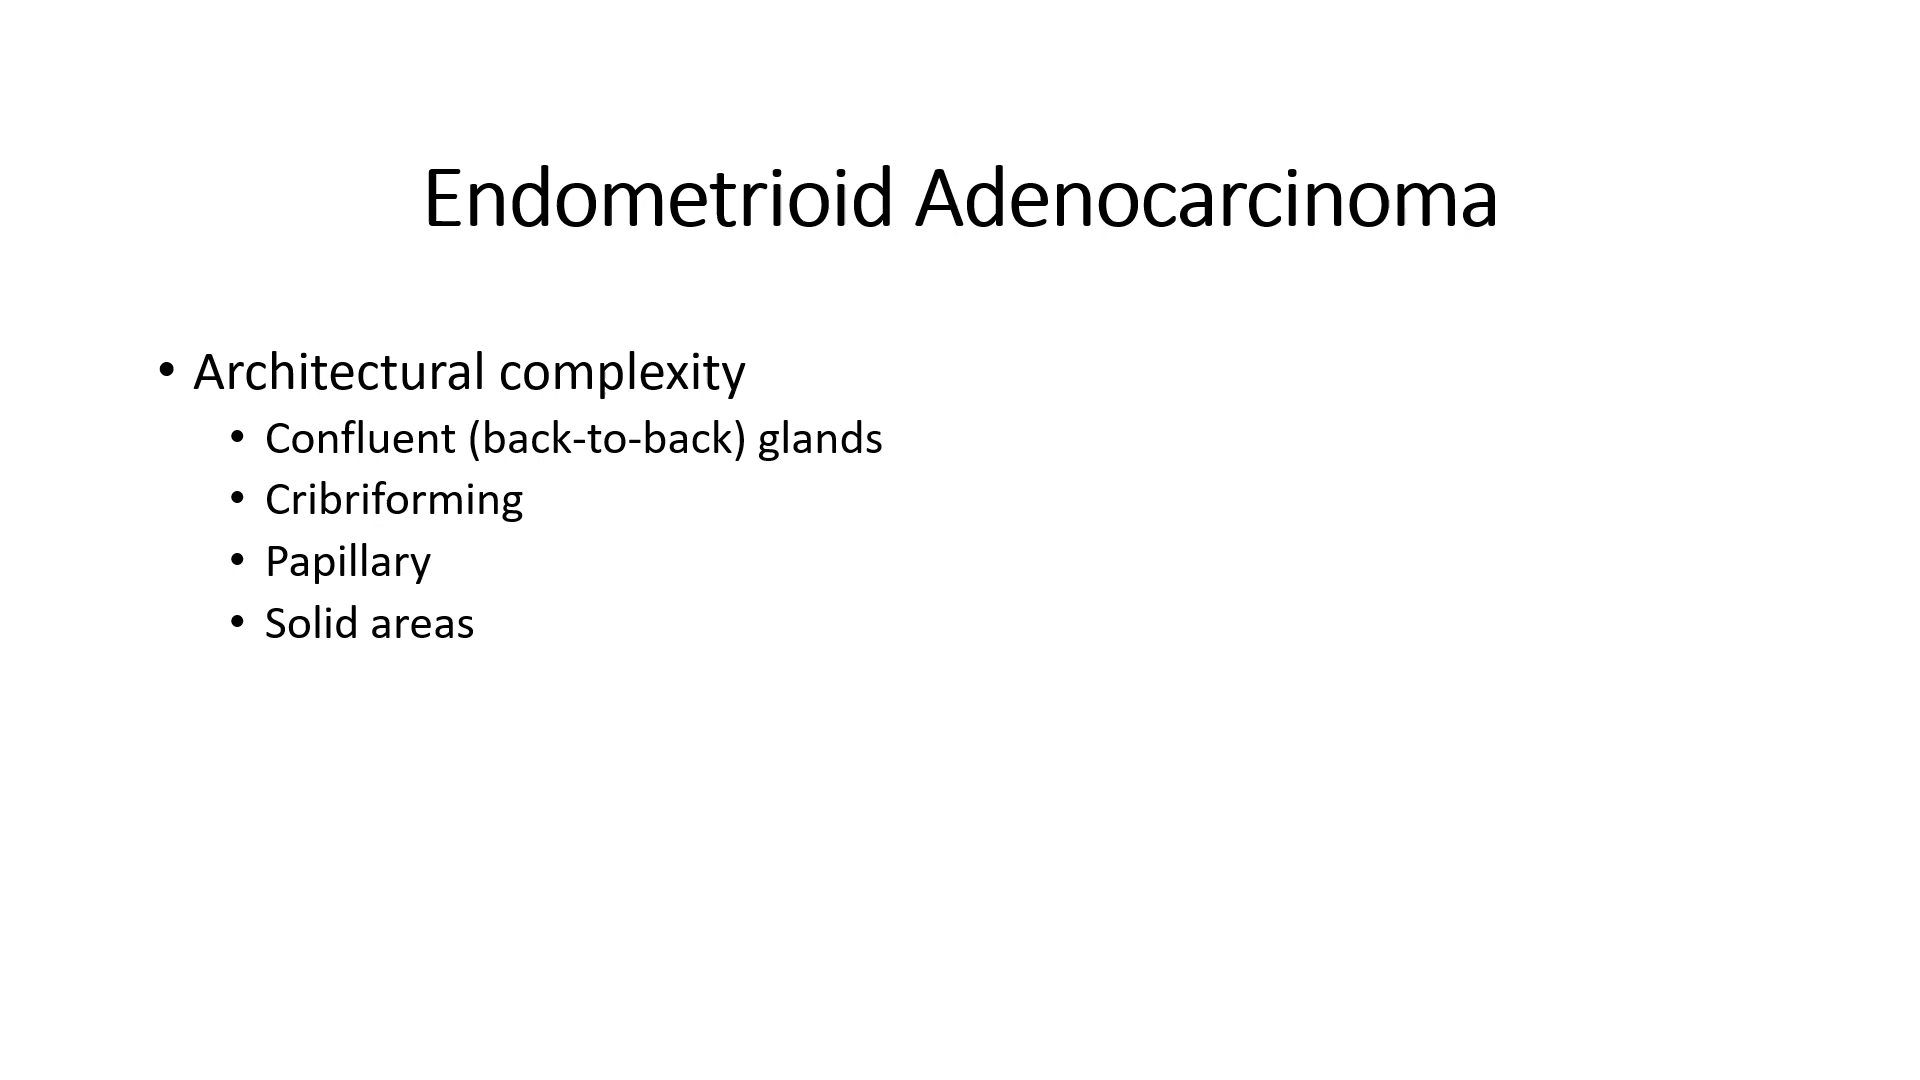 Endometrioid Adenocarcinoma
• Architectural complexity
• Confluent (back-to-back) glands
• Cribriforming
• Papillary
• Solid areas